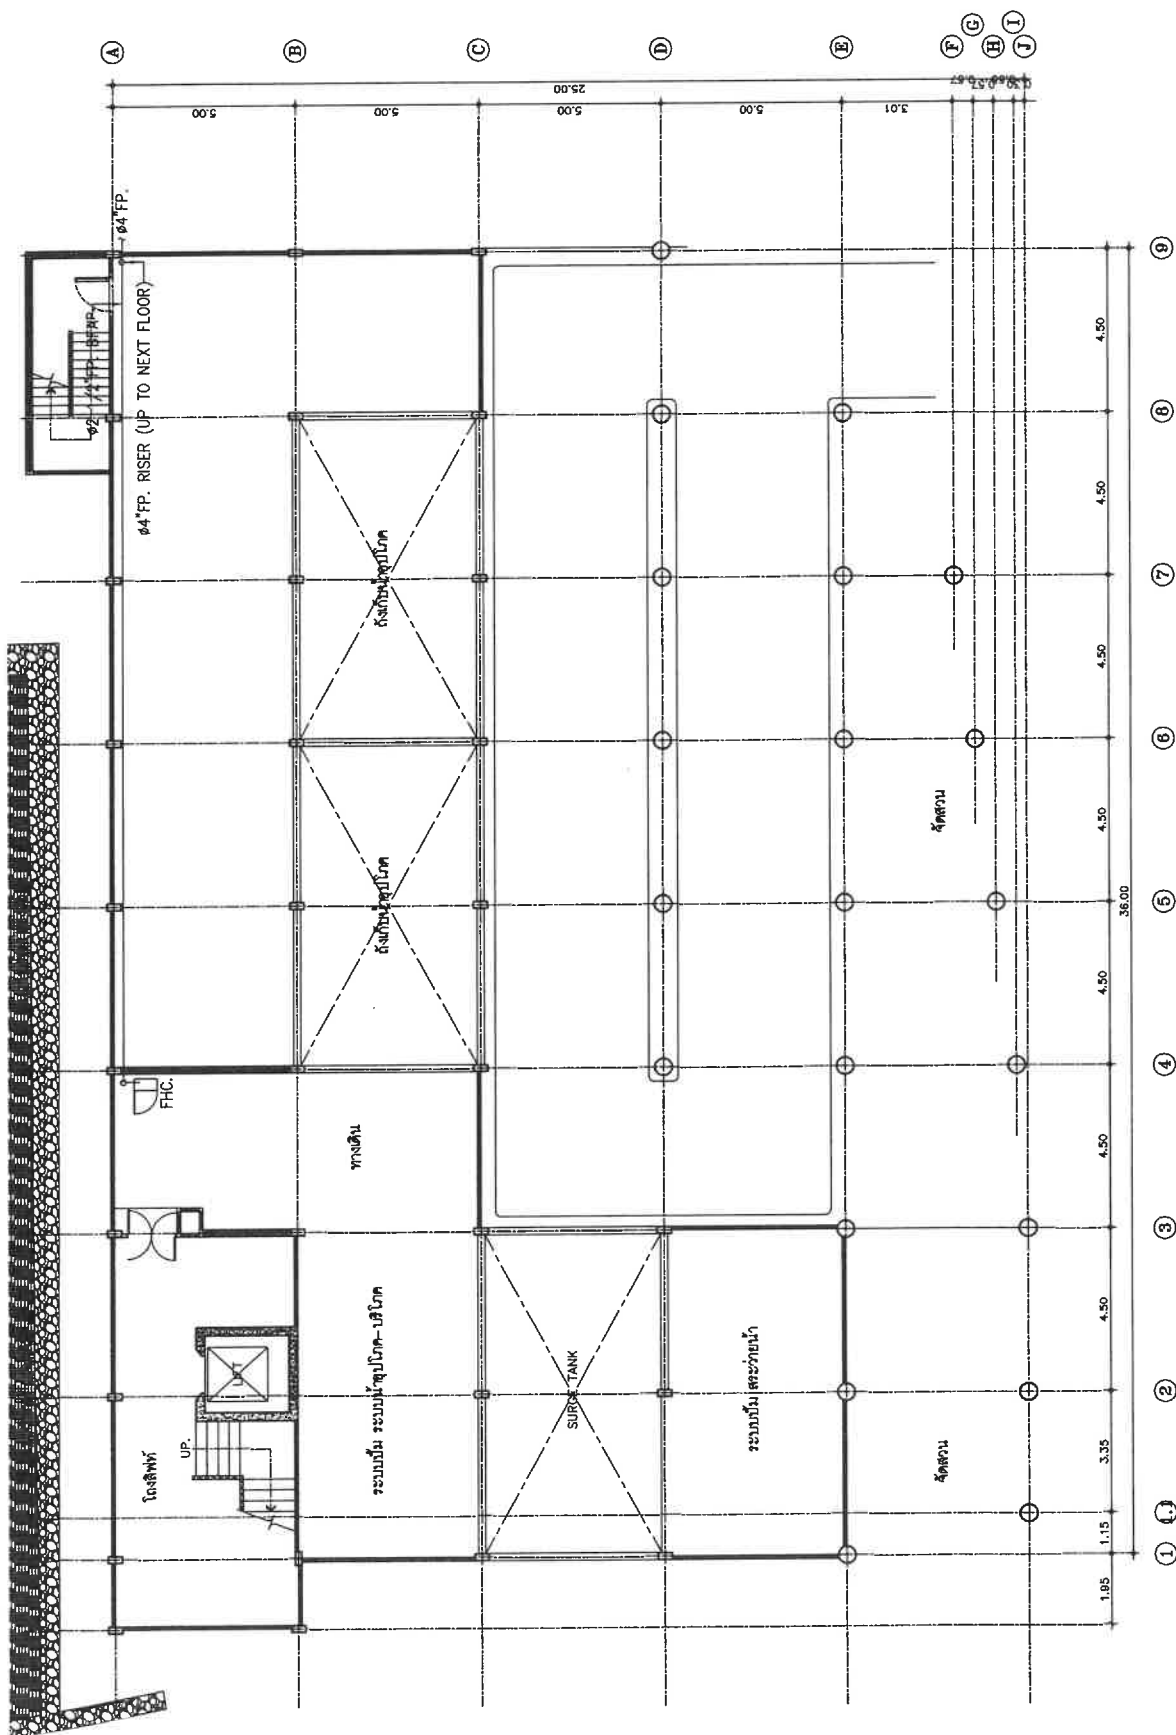 A
B
C
D
E
F
G
H
I
J
25.00
5.00
5.00
5.00
5.00
3.01
0.67
0.57
ø4"FP.
ø4"FP. RISER (UP TO NEXT FLOOR)
FHC.
ถังเก็บน้ำอุปโภค
ถังเก็บน้ำอุปโภค
ทางเดิน
โถงลิฟท์
UP.
LIFT
ระบบปั๊ม ระบบน้ำอุปโภค-บริโภค
SURGE TANK
ระบบปั๊ม สระว่ายน้ำ
จัดสวน
จัดสวน
1.95
1.15
3.35
4.50
4.50
4.50
4.50
4.50
4.50
4.50
36.00
1
1.1
2
3
4
5
6
7
8
9